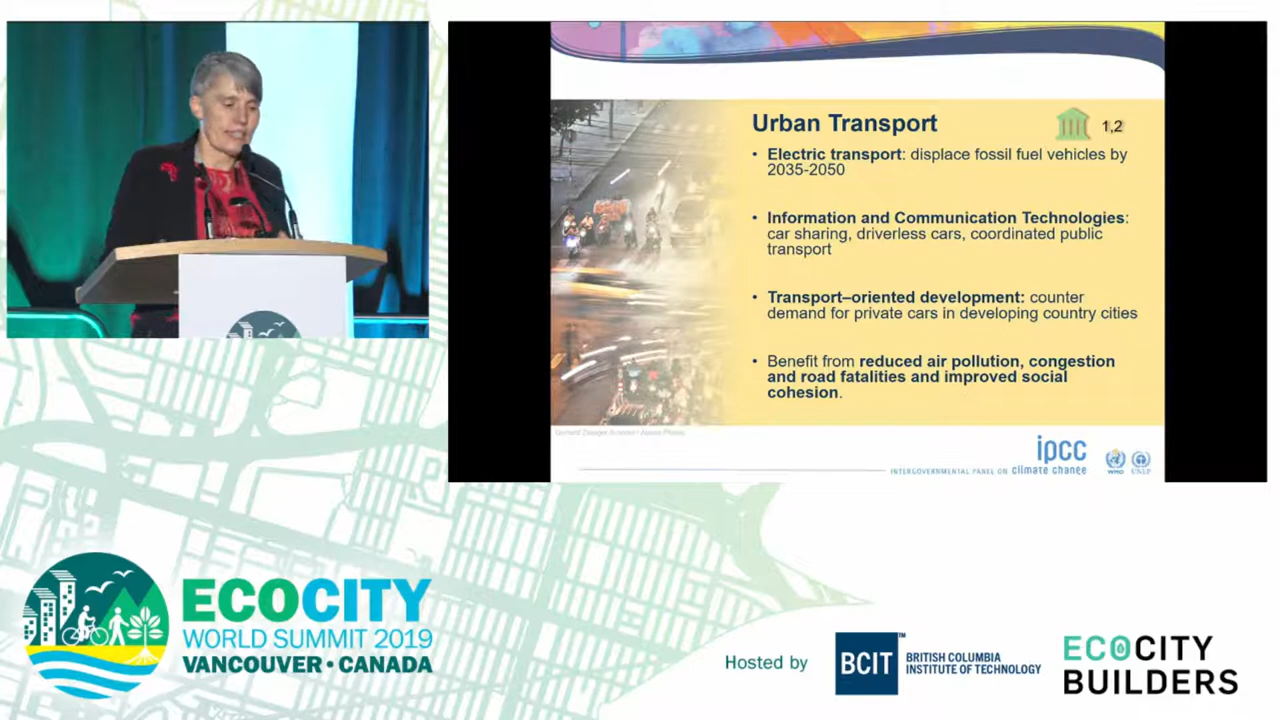 Urban Transport
1,2
• Electric transport: displace fossil fuel vehicles by
2035-2050
• Information and Communication Technologies:
car sharing, driverless cars, coordinated public
transport
• Transport–oriented development: counter
demand for private cars in developing country cities
• Benefit from reduced air pollution, congestion
and road fatalities and improved social
cohesion.
ipcc
INTERGOVERNMENTAL PANEL ON climate change
WMO
UNEP
ECOCITY
WORLD SUMMIT 2019
VANCOUVER • CANADA
Hosted by
BCIT™
BRITISH COLUMBIA
INSTITUTE OF TECHNOLOGY
ECOCITY
BUILDERS